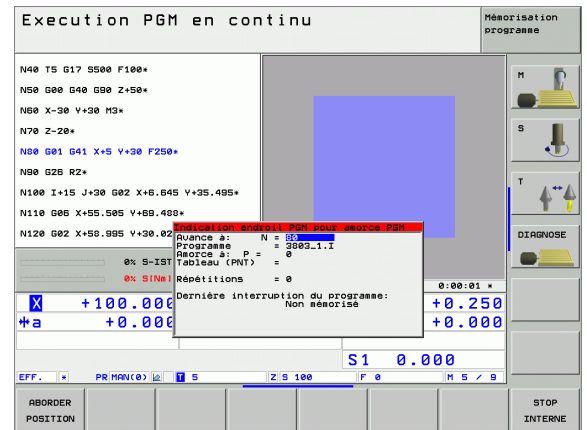 Execution PGM en continu
Mémorisation
programme
N40 T5 G17 S500 F100*
N50 G00 G40 G90 Z+50*
N60 X-30 Y+30 M3*
N70 Z-20*
N80 G01 G41 X+5 Y+30 F250*
N90 G26 R2*
N100 I+15 J+30 G02 X+6.645 Y+35.495*
N110 G06 X+55.505 Y+69.488*
N120 G02 X+58.995 Y+30.02
Indication endroit PGM pour amorce PGM
Avance à: N = 80
Programme = 3803_1.I
Amorce à: P = 0
Tableau (PNT) =
Répétitions = 0
Dernière interruption du programme:
Non mémorisé
0% S-IST
0% S[Nm]
0:00:01 *
X +100.000
+0.250
a +0.000
+0.000
S1 0.000
EFF. * PR MAN(0) T 5 Z S 100 F 0 M 5 / 9
M
S
T
DIAGNOSE
ABORDER
POSITION
STOP
INTERNE